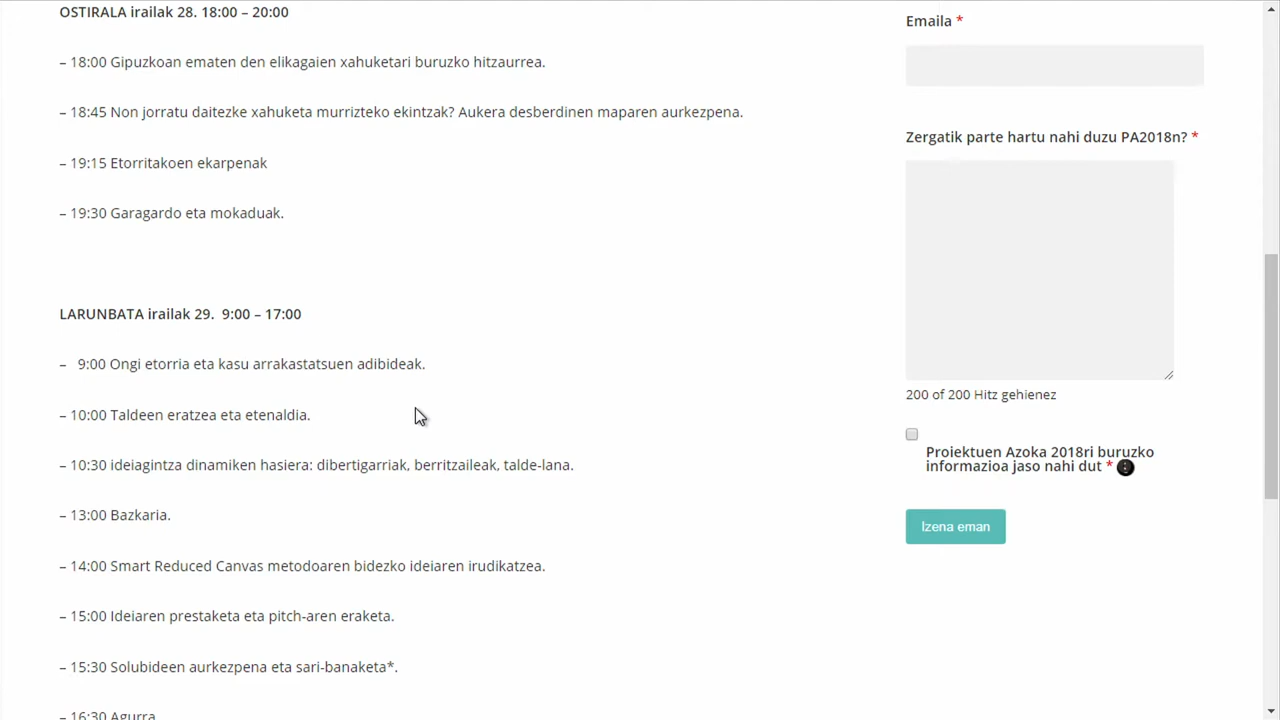 OSTIRALA irailak 28. 18:00 – 20:00
– 18:00 Gipuzkoan ematen den elikagaien xahuketari buruzko hitzaurrea.
– 18:45 Non jorratu daitezke xahuketa murrizteko ekintzak? Aukera desberdinen maparen aurkezpena.
– 19:15 Etorritakoen ekarpenak
– 19:30 Garagardo eta mokaduak.
LARUNBATA irailak 29.  9:00 – 17:00
–   9:00 Ongi etorria eta kasu arrakastatsuen adibideak.
– 10:00 Taldeen eratzea eta etenaldia.
– 10:30 ideiagintza dinamiken hasiera: dibertigarriak, berritzaileak, talde-lana.
– 13:00 Bazkaria.
– 14:00 Smart Reduced Canvas metodoaren bidezko ideiaren irudikatzea.
– 15:00 Ideiaren prestaketa eta pitch-aren eraketa.
– 15:30 Solubideen aurkezpena eta sari-banaketa*.
– 16:30 Agurra
Emaila *
Zergatik parte hartu nahi duzu PA2018n? *
200 of 200 Hitz gehienez
Proiektuen Azoka 2018ri buruzko
informazioa jaso nahi dut *
Izena eman